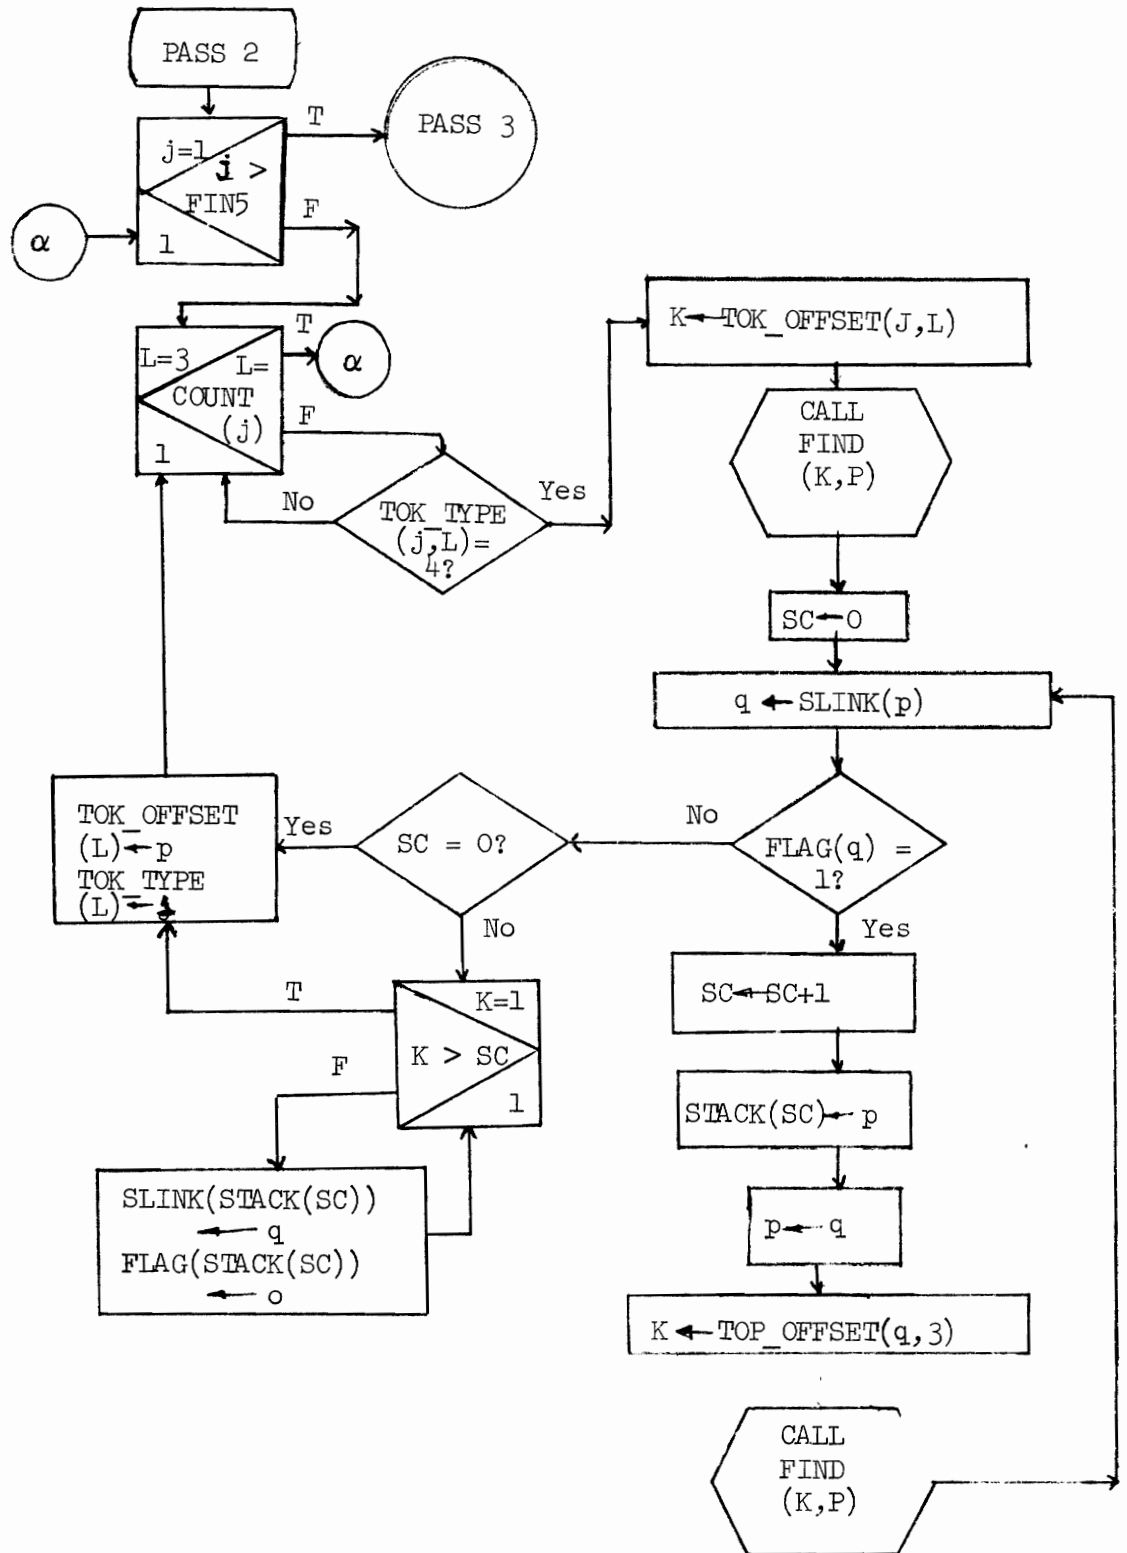 PASS 2
T
PASS 3
j=1
j >
FIN5
F
1
α
T
L=3
L=
α
COUNT
(j)
F
1
K←TOK_OFFSET(J,L)
CALL
FIND
(K,P)
No
Yes
TOK_TYPE
(j,L)=
4?
SC←0
q ← SLINK(p)
TOK_OFFSET
(L)←p
TOK_TYPE
(L)←
Yes
SC = 0?
No
FLAG(q) =
1?
No
Yes
SC←SC+1
T
K=1
K > SC
F
1
STACK(SC)← p
SLINK(STACK(SC))
← q
FLAG(STACK(SC))
← o
p← q
K ← TOP_OFFSET(q,3)
CALL
FIND
(K,P)